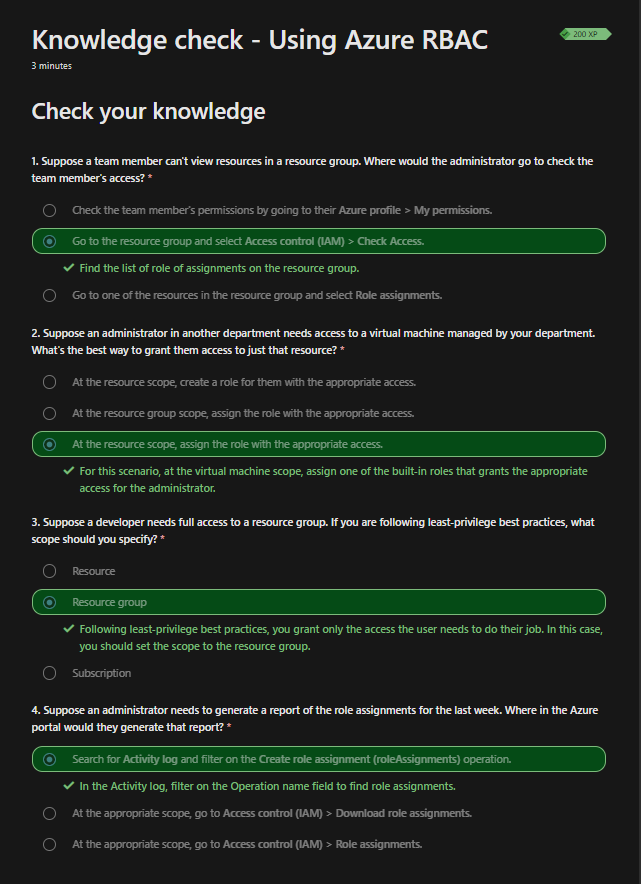 Knowledge check - Using Azure RBAC
200 XP
3 minutes
Check your knowledge
1. Suppose a team member can't view resources in a resource group. Where would the administrator go to check the
team member's access? *
Check the team member's permissions by going to their Azure profile > My permissions.
Go to the resource group and select Access control (IAM) > Check Access.
Find the list of role of assignments on the resource group.
Go to one of the resources in the resource group and select Role assignments.
2. Suppose an administrator in another department needs access to a virtual machine managed by your department.
What's the best way to grant them access to just that resource? *
At the resource scope, create a role for them with the appropriate access.
At the resource group scope, assign the role with the appropriate access.
At the resource scope, assign the role with the appropriate access.
For this scenario, at the virtual machine scope, assign one of the built-in roles that grants the appropriate
access for the administrator.
3. Suppose a developer needs full access to a resource group. If you are following least-privilege best practices, what
scope should you specify? *
Resource
Resource group
Following least-privilege best practices, you grant only the access the user needs to do their job. In this case,
you should set the scope to the resource group.
Subscription
4. Suppose an administrator needs to generate a report of the role assignments for the last week. Where in the Azure
portal would they generate that report? *
Search for Activity log and filter on the Create role assignment (roleAssignments) operation.
In the Activity log, filter on the Operation name field to find role assignments.
At the appropriate scope, go to Access control (IAM) > Download role assignments.
At the appropriate scope, go to Access control (IAM) > Role assignments.